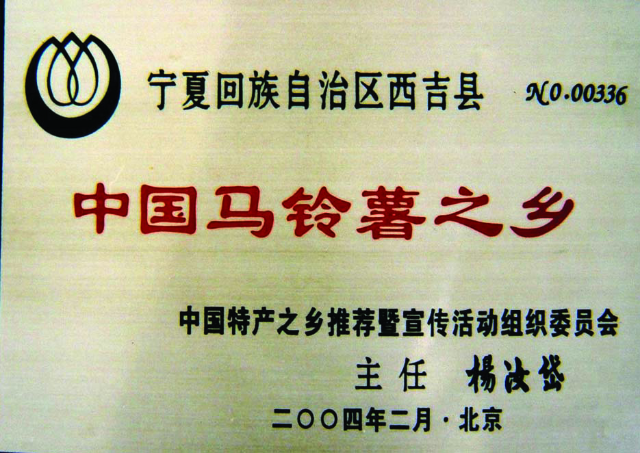 宁夏回族自治区西吉县 NO.00336
中国马铃薯之乡
中国特产之乡推荐暨宣传活动组织委员会
主任 楊汝岱
二〇〇四年二月·北京